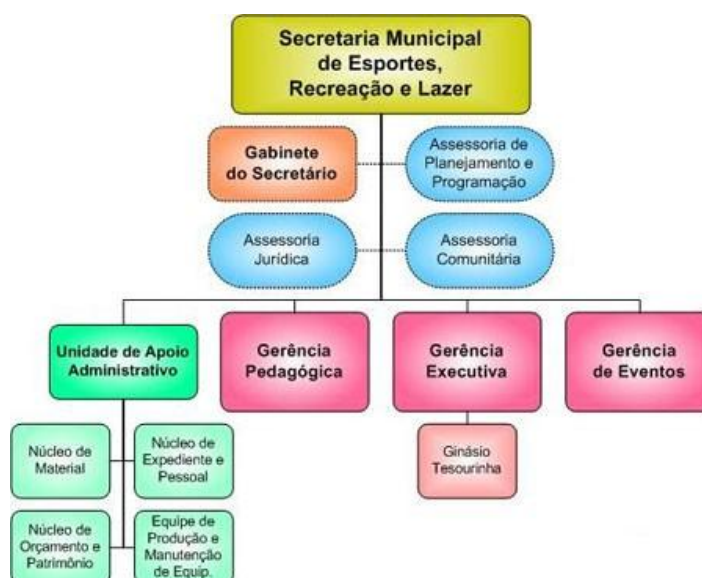 Secretaria Municipal
de Esportes,
Recreação e Lazer
Gabinete
do Secretário
Assessoria de
Planejamento e
Programação
Assessoria
Jurídica
Assessoria
Comunitária
Unidade de Apoio
Administrativo
Gerência
Pedagógica
Gerência
Executiva
Gerência
de Eventos
Núcleo de
Material
Núcleo de
Expediente e
Pessoal
Ginásio
Tesourinha
Núcleo de
Orçamento e
Patrimônio
Equipe de
Produção e
Manutenção
de Equip.